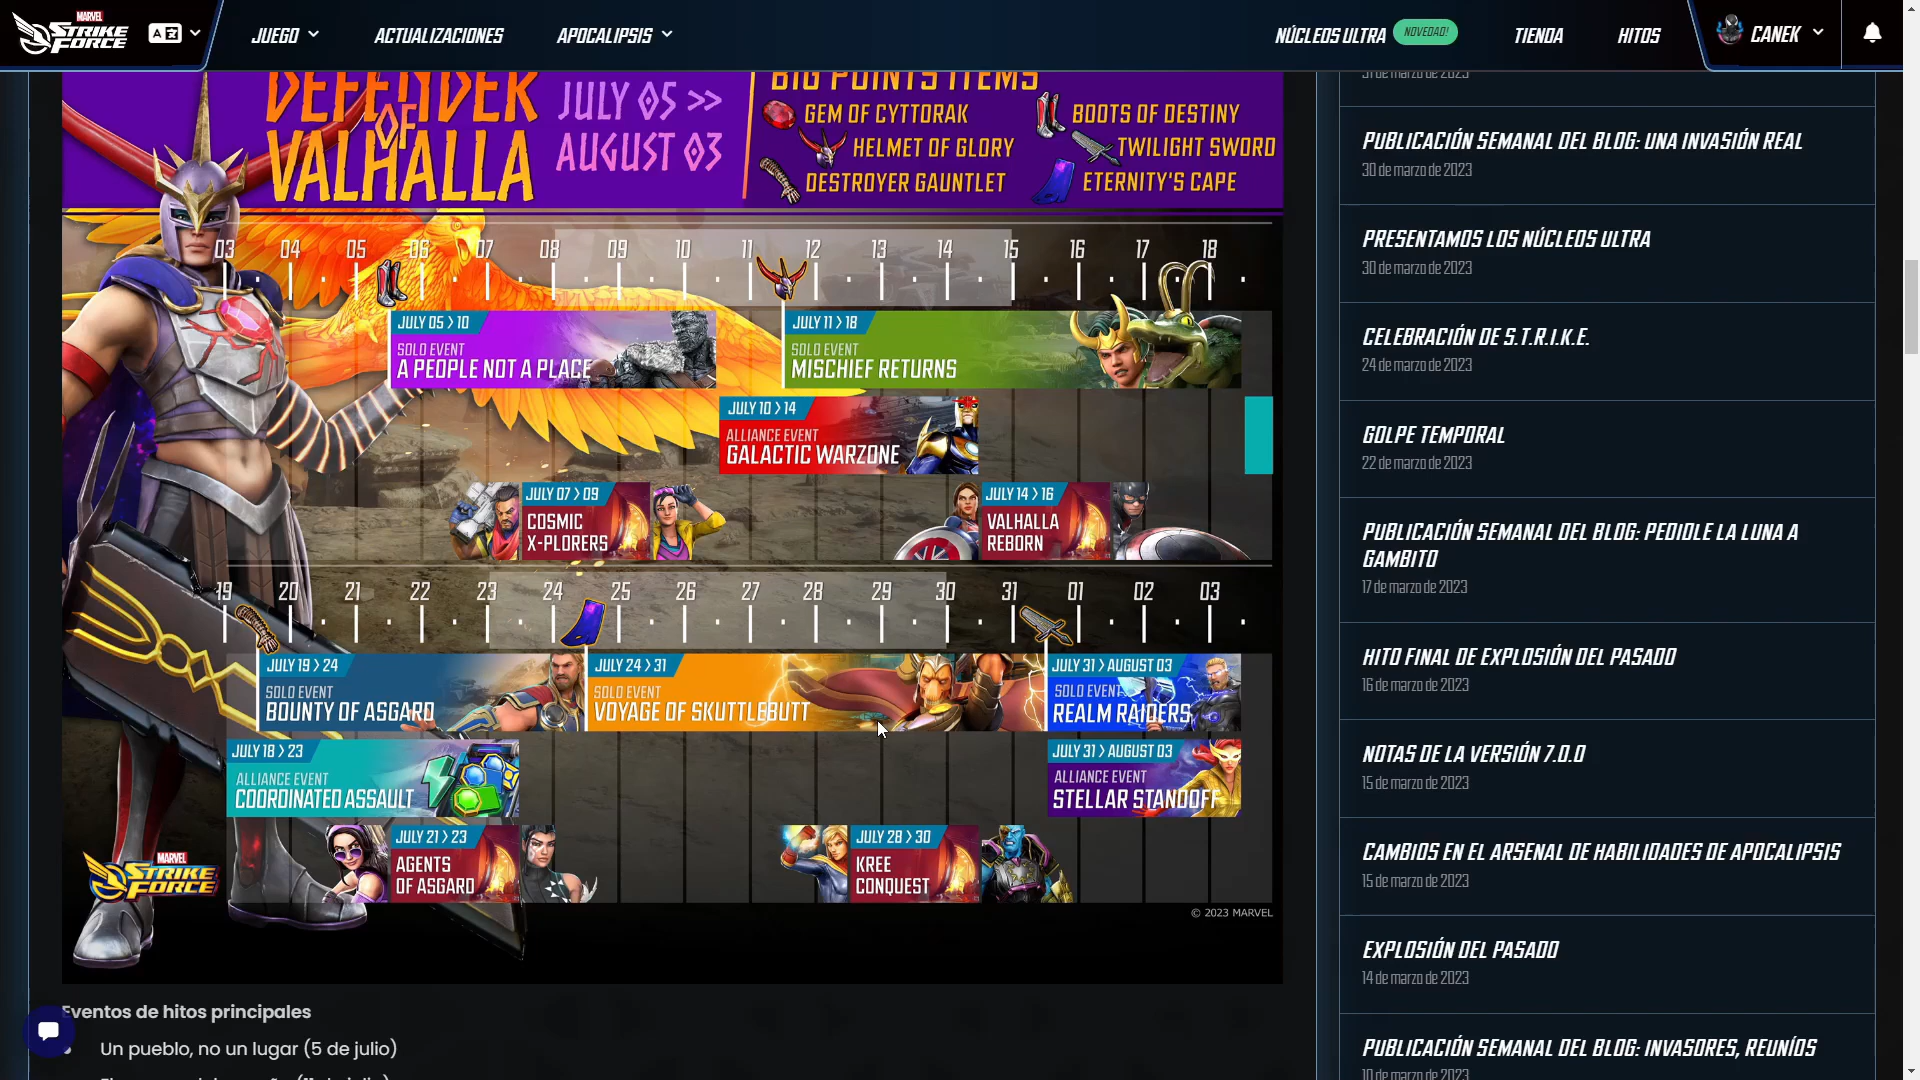 MARVEL
STRIKE
FORCE
JUEGO
ACTUALIZACIONES
APOCALIPSIS
NÚCLEOS ULTRA
NOVEDAD!
TIENDA
HITOS
CANEK
DEFENDER
OF
VALHALLA
JULY 05 >>
AUGUST 03
BIG POINTS ITEMS
GEM OF CYTTORAK
HELMET OF GLORY
DESTROYER GAUNTLET
BOOTS OF DESTINY
TWILIGHT SWORD
ETERNITY'S CAPE
03 04 05 06 07 08 09 10 11 12 13 14 15 16 17 18
JULY 05 > 10
SOLO EVENT
A PEOPLE NOT A PLACE
JULY 11 > 18
SOLO EVENT
MISCHIEF RETURNS
JULY 10 > 14
ALLIANCE EVENT
GALACTIC WARZONE
JULY 07 > 09
COSMIC
X-PLORERS
JULY 14 > 16
VALHALLA
REBORN
19 20 21 22 23 24 25 26 27 28 29 30 31 01 02 03
JULY 19 > 24
SOLO EVENT
BOUNTY OF ASGARD
JULY 24 > 31
SOLO EVENT
VOYAGE OF SKUTTLEBUTT
JULY 31 > AUGUST 03
SOLO EVENT
REALM RAIDERS
JULY 18 > 23
ALLIANCE EVENT
COORDINATED ASSAULT
JULY 31 > AUGUST 03
ALLIANCE EVENT
STELLAR STANDOFF
JULY 21 > 23
AGENTS
OF ASGARD
JULY 28 > 30
KREE
CONQUEST
MARVEL
STRIKE
FORCE
© 2023 MARVEL
Eventos de hitos principales
Un pueblo, no un lugar (5 de julio)
31 de marzo de 2023
PUBLICACIÓN SEMANAL DEL BLOG: UNA INVASIÓN REAL
30 de marzo de 2023
PRESENTAMOS LOS NÚCLEOS ULTRA
30 de marzo de 2023
CELEBRACIÓN DE S.T.R.I.K.E.
24 de marzo de 2023
GOLPE TEMPORAL
22 de marzo de 2023
PUBLICACIÓN SEMANAL DEL BLOG: PEDIDLE LA LUNA A
GAMBITO
17 de marzo de 2023
HITO FINAL DE EXPLOSIÓN DEL PASADO
16 de marzo de 2023
NOTAS DE LA VERSIÓN 7.0.0
15 de marzo de 2023
CAMBIOS EN EL ARSENAL DE HABILIDADES DE APOCALIPSIS
15 de marzo de 2023
EXPLOSIÓN DEL PASADO
14 de marzo de 2023
PUBLICACIÓN SEMANAL DEL BLOG: INVASORES, REUNÍOS
10 de marzo de 2023